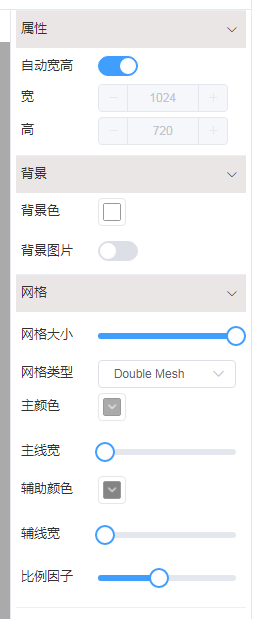 属性
自动宽高
宽 1024
高 720
背景
背景色
背景图片
网格
网格大小
网格类型 Double Mesh
主颜色
主线宽
辅助颜色
辅线宽
比例因子